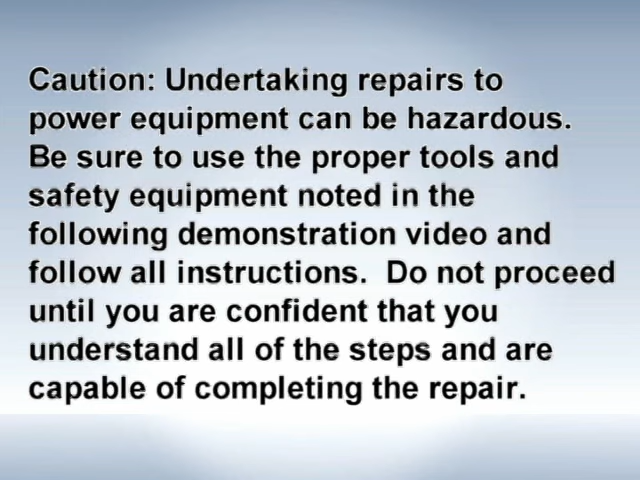 Caution: Undertaking repairs to
power equipment can be hazardous.
Be sure to use the proper tools and
safety equipment noted in the
following demonstration video and
follow all instructions.  Do not proceed
until you are confident that you
understand all of the steps and are
capable of completing the repair.